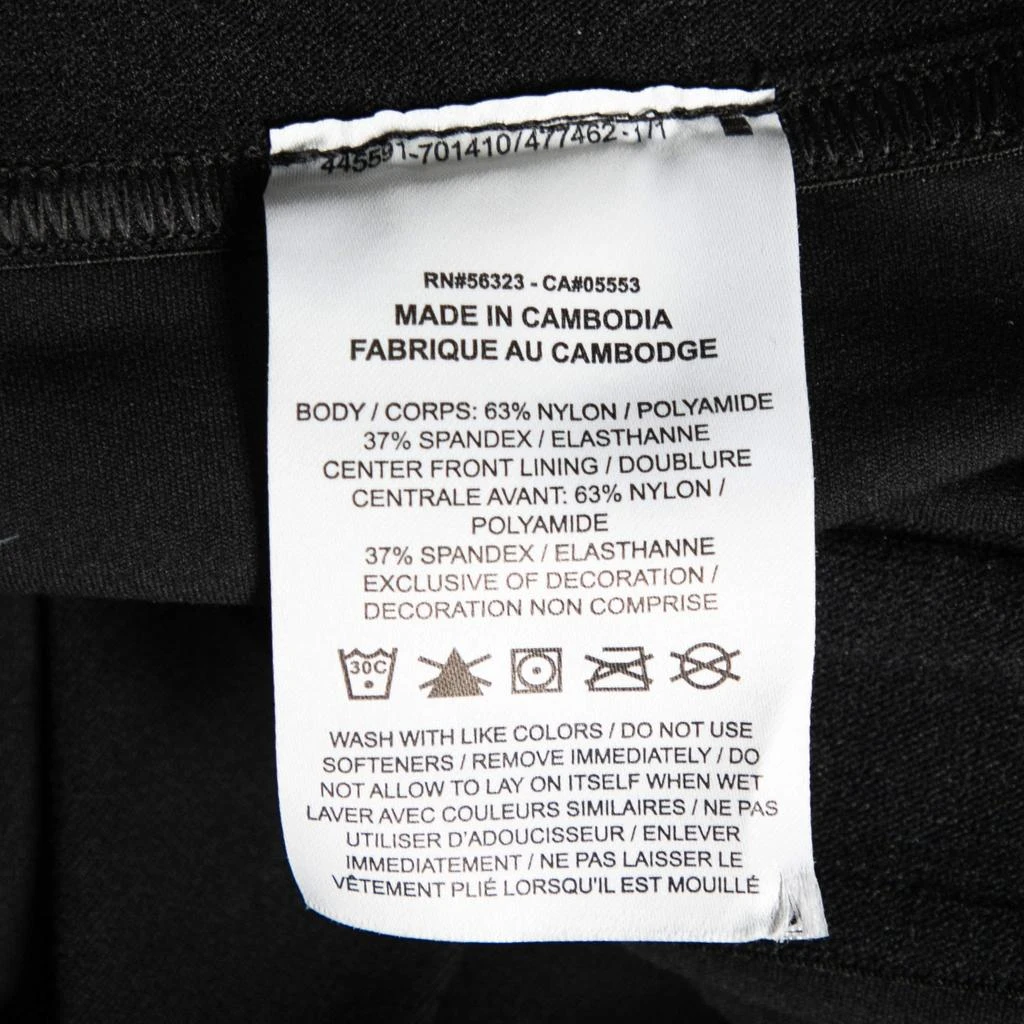 445591-701410/477462-1/1
RN#56323 - CA#05553
MADE IN CAMBODIA
FABRIQUE AU CAMBODGE
BODY / CORPS: 63% NYLON / POLYAMIDE
37% SPANDEX / ELASTHANNE
CENTER FRONT LINING / DOUBLURE
CENTRALE AVANT: 63% NYLON /
POLYAMIDE
37% SPANDEX / ELASTHANNE
EXCLUSIVE OF DECORATION /
DECORATION NON COMPRISE
30C
WASH WITH LIKE COLORS / DO NOT USE
SOFTENERS / REMOVE IMMEDIATELY / DO
NOT ALLOW TO LAY ON ITSELF WHEN WET
LAVER AVEC COULEURS SIMILAIRES / NE PAS
UTILISER D'ADOUCISSEUR / ENLEVER
IMMEDIATEMENT / NE PAS LAISSER LE
VÊTEMENT PLIÉ LORSQU'IL EST MOUILLÉ